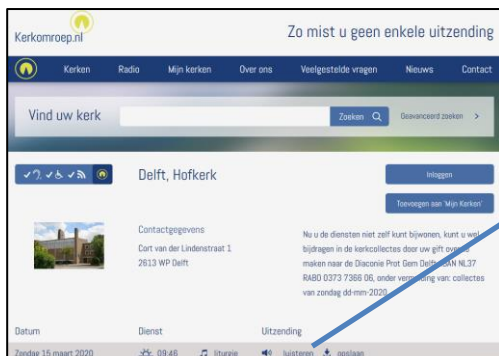 Kerkomroep.nl
Zo mist u geen enkele uitzending
Kerken Radio Mijn kerken Over ons Veelgestelde vragen Nieuws Contact
Vind uw kerk Zoeken Geavanceerd zoeken >
Delft, Hofkerk
Inloggen
Toevoegen aan 'Mijn Kerken'
Contactgegevens
Cort van der Lindenstraat 1
2613 WP Delft
Nu u de diensten niet zelf kunt bijwonen, kunt u wel
bijdragen in de kerkcollectes door uw gift over
maken naar de Diaconie Prot Gem Delft NL37
RABO 0373 7366 06, onder van: collectes
van zondag dd-mm-2020
Datum Dienst Uitzending
Zondag 15 maart 2020 09:46 liturgie luisteren opslaan